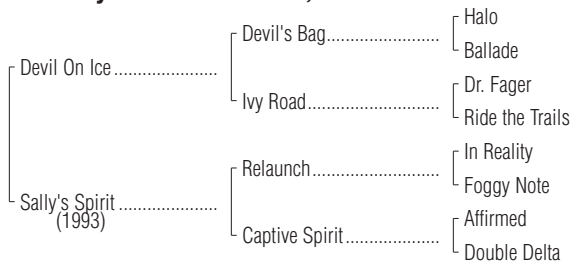 Halo
Devil's Bag
Ballade
Devil On Ice
Dr. Fager
Ivy Road
Ride the Trails
In Reality
Relaunch
Foggy Note
Sally's Spirit
(1993)
Affirmed
Captive Spirit
Double Delta